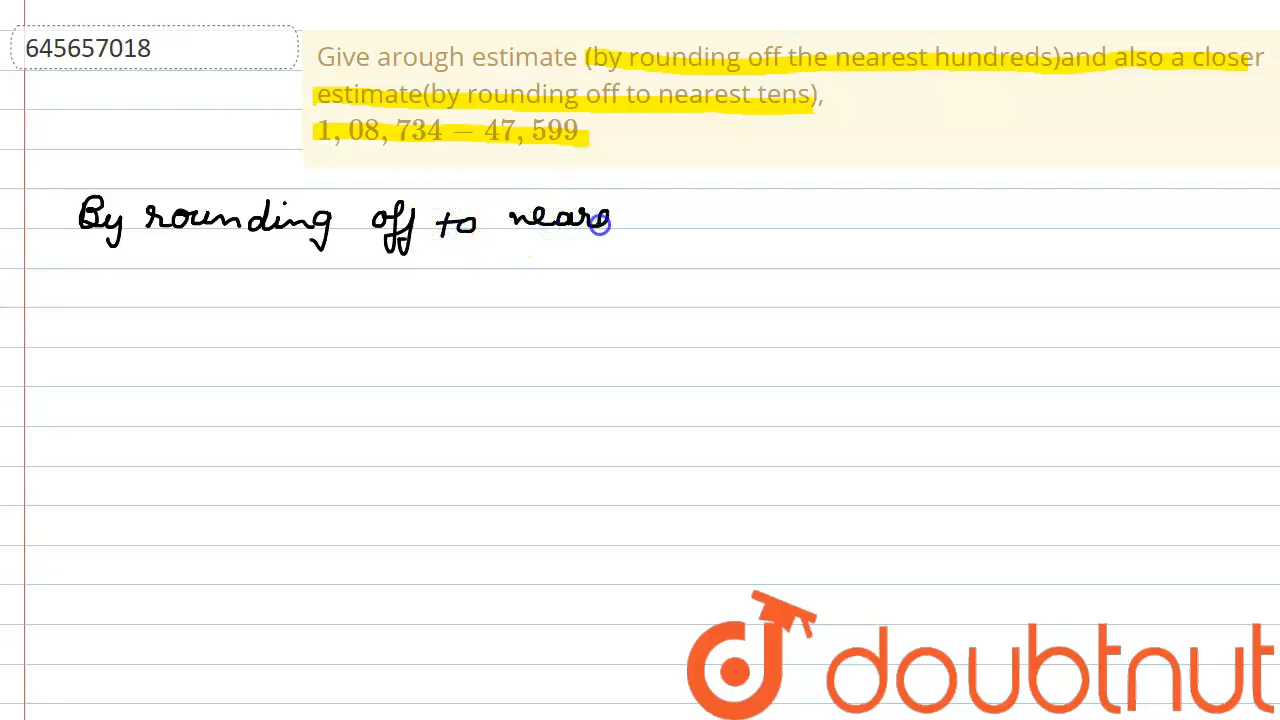 645657018
Give arough estimate (by rounding off the nearest hundreds)and also a closer
estimate(by rounding off to nearest tens),
1, 08, 734 − 47, 599
By rounding off to neare
doubtnut